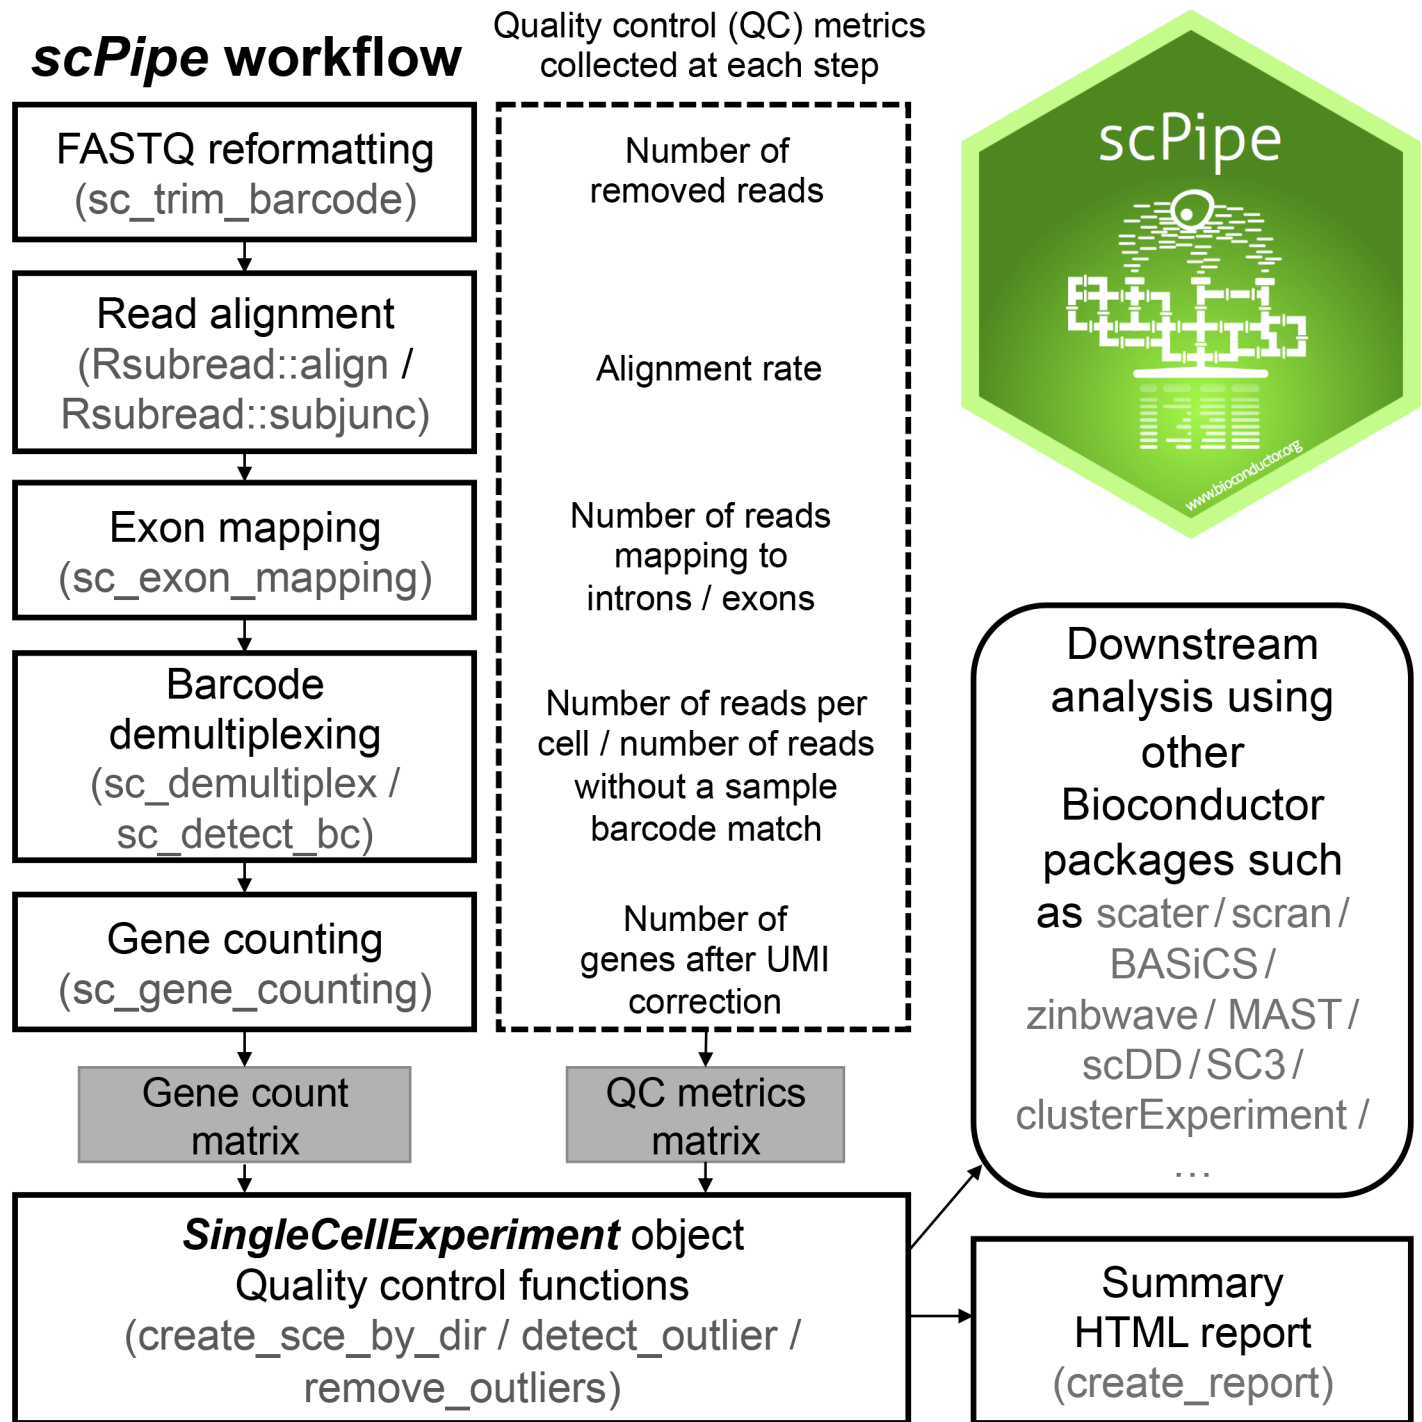 scPipe workflow
FASTQ reformatting
(sc_trim_barcode)
Read alignment
(Rsubread::align /
Rsubread::subjunc)
Exon mapping
(sc_exon_mapping)
Barcode
demultiplexing
(sc_demultiplex /
sc_detect_bc)
Gene counting
(sc_gene_counting)
Gene count
matrix
Quality control (QC) metrics
collected at each step
Number of
removed reads
Alignment rate
Number of reads
mapping to
introns / exons
Number of reads per
cell / number of reads
without a sample
barcode match
Number of
genes after UMI
correction
QC metrics
matrix
SingleCellExperiment object
Quality control functions
(create_sce_by_dir / detect_outlier /
remove_outliers)
scPipe
www.bioconductor.org
Downstream
analysis using
other
Bioconductor
packages such
as scater / scran /
BASiCS /
zinbwave / MAST /
scDD / SC3 /
clusterExperiment /
...
Summary
HTML report
(create_report)